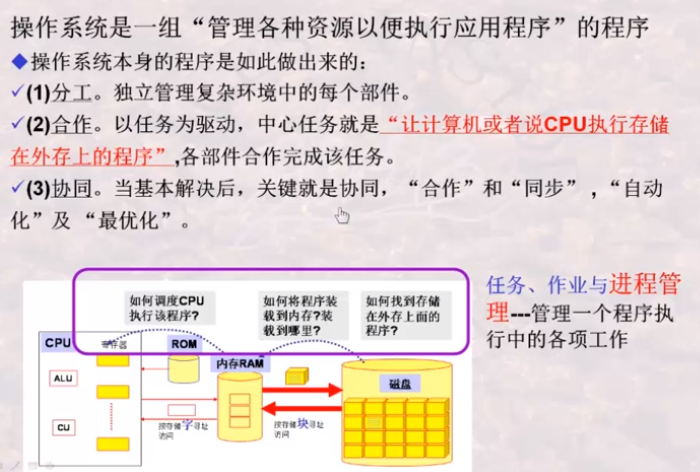 操作系统是一组“管理各种资源以便执行应用程序”的程序
◆操作系统本身的程序是如此做出来的：
✓(1)分工。独立管理复杂环境中的每个部件。
✓(2)合作。以任务为驱动，中心任务就是“让计算机或者说CPU执行存储
在外存上的程序”,各部件合作完成该任务。
✓(3)协同。当基本解决后，关键就是协同，“合作”和“同步”，“自动
化”及“最优化”。
如何调度CPU
执行该程序?
如何将程序装
载到内存?装
载到哪里?
如何找到存储
在外存上面的
程序?
任务、作业与进程管
理---管理一个程序执
行中的各项工作
CPU
寄存器
ROM
内存RAM
磁盘
ALU
CU
按存储字寻址
访问
按存储块寻址
访问